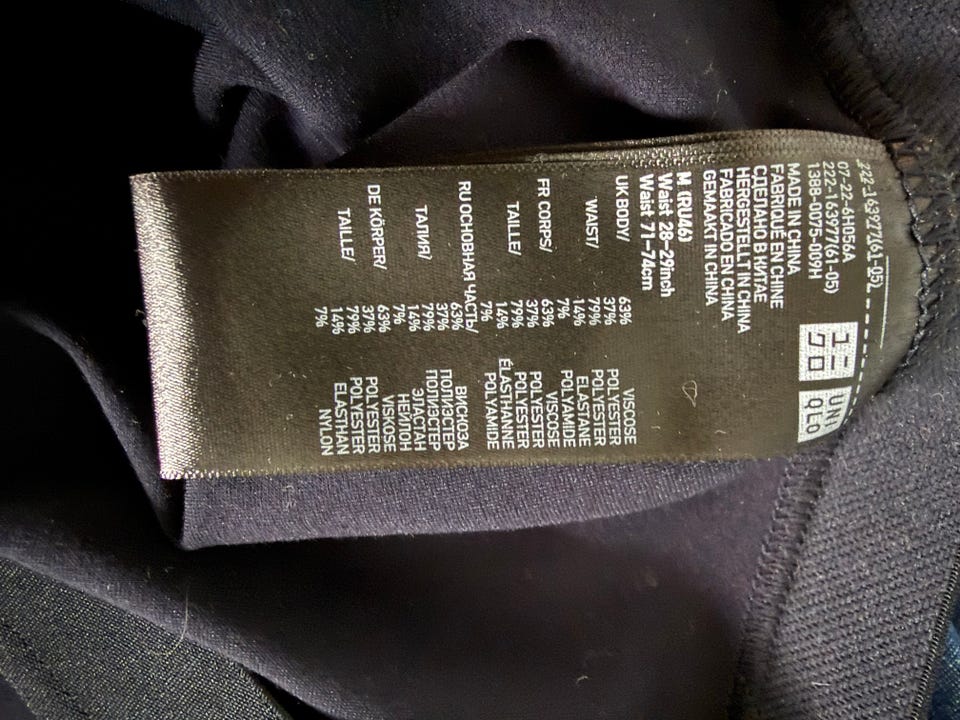 222-163977(61-05)
07-22-6H056A
222-163977(61-05)
1388-0075-009H
ユニ
クロ
UNI
QLO
MADE IN CHINA
FABRIQUÉ EN CHINE
СДЕЛАНО В КИТАЕ
HERGESTELLT IN CHINA
FABRICADO EN CHINA
GEMAAKT IN CHINA
M (RU46)
Waist 28-29inch
Waist 71-74cm
UK BODY/ 63% VISCOSE
37% POLYESTER
WAIST/ 79% POLYESTER
14% ELASTANE
7% POLYAMIDE
FR CORPS/ 63% VISCOSE
37% POLYESTER
TAILLE/ 79% POLYESTER
14% ÉLASTHANNE
7% POLYAMIDE
RU ОСНОВНАЯ ЧАСТЬ/
63% ВИСКОЗА
37% ПОЛИЭСТЕР
ТАЛИЯ/ 79% ПОЛИЭСТЕР
14% ЭЛАСТАН
7% НЕЙЛОН
DE KÖRPER/ 63% VISKOSE
37% POLYESTER
TAILLE/ 79% POLYESTER
14% ELASTHAN
7% NYLON